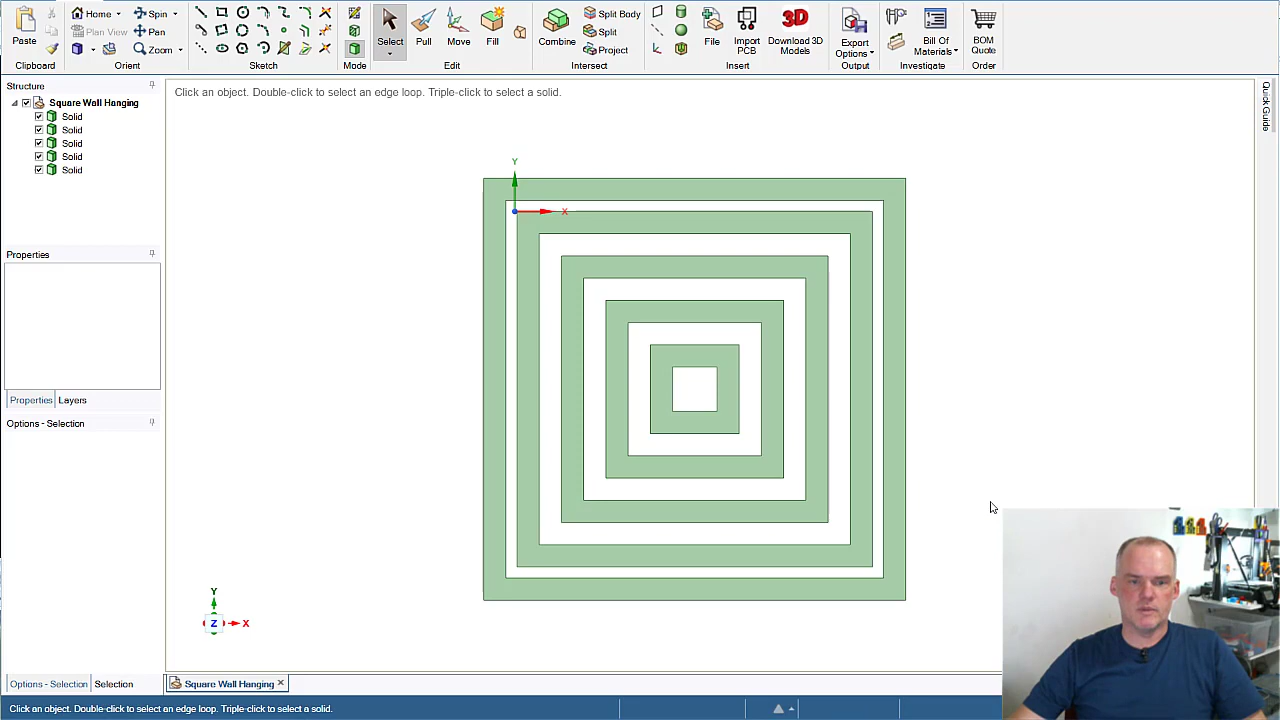 Paste
Clipboard
Home
Spin
Plan View
Pan
Zoom
Orient
Sketch
Mode
Select
Pull
Move
Fill
Edit
Combine
Split Body
Split
Project
Intersect
File
Import PCB
Download 3D Models
Insert
3D
Export Options
Output
Bill Of Materials
Investigate
BOM Quote
Order
Structure
Square Wall Hanging
Solid
Solid
Solid
Solid
Solid
Properties
Properties
Layers
Options - Selection
Options - Selection
Selection
Click an object. Double-click to select an edge loop. Triple-click to select a solid.
Y
X
Y
Z
X
Quick Guide
Square Wall Hanging
Click an object. Double-click to select an edge loop. Triple-click to select a solid.